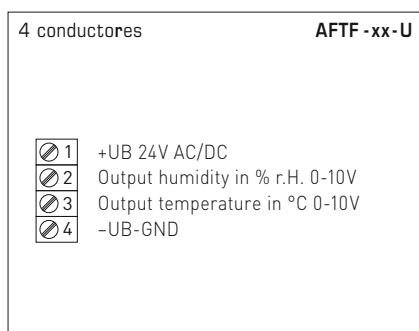 4 conductores AFTF-xx-U
1 +UB 24V AC/DC
2 Output humidity in % r.H. 0-10V
3 Output temperature in °C 0-10V
4 –UB-GND